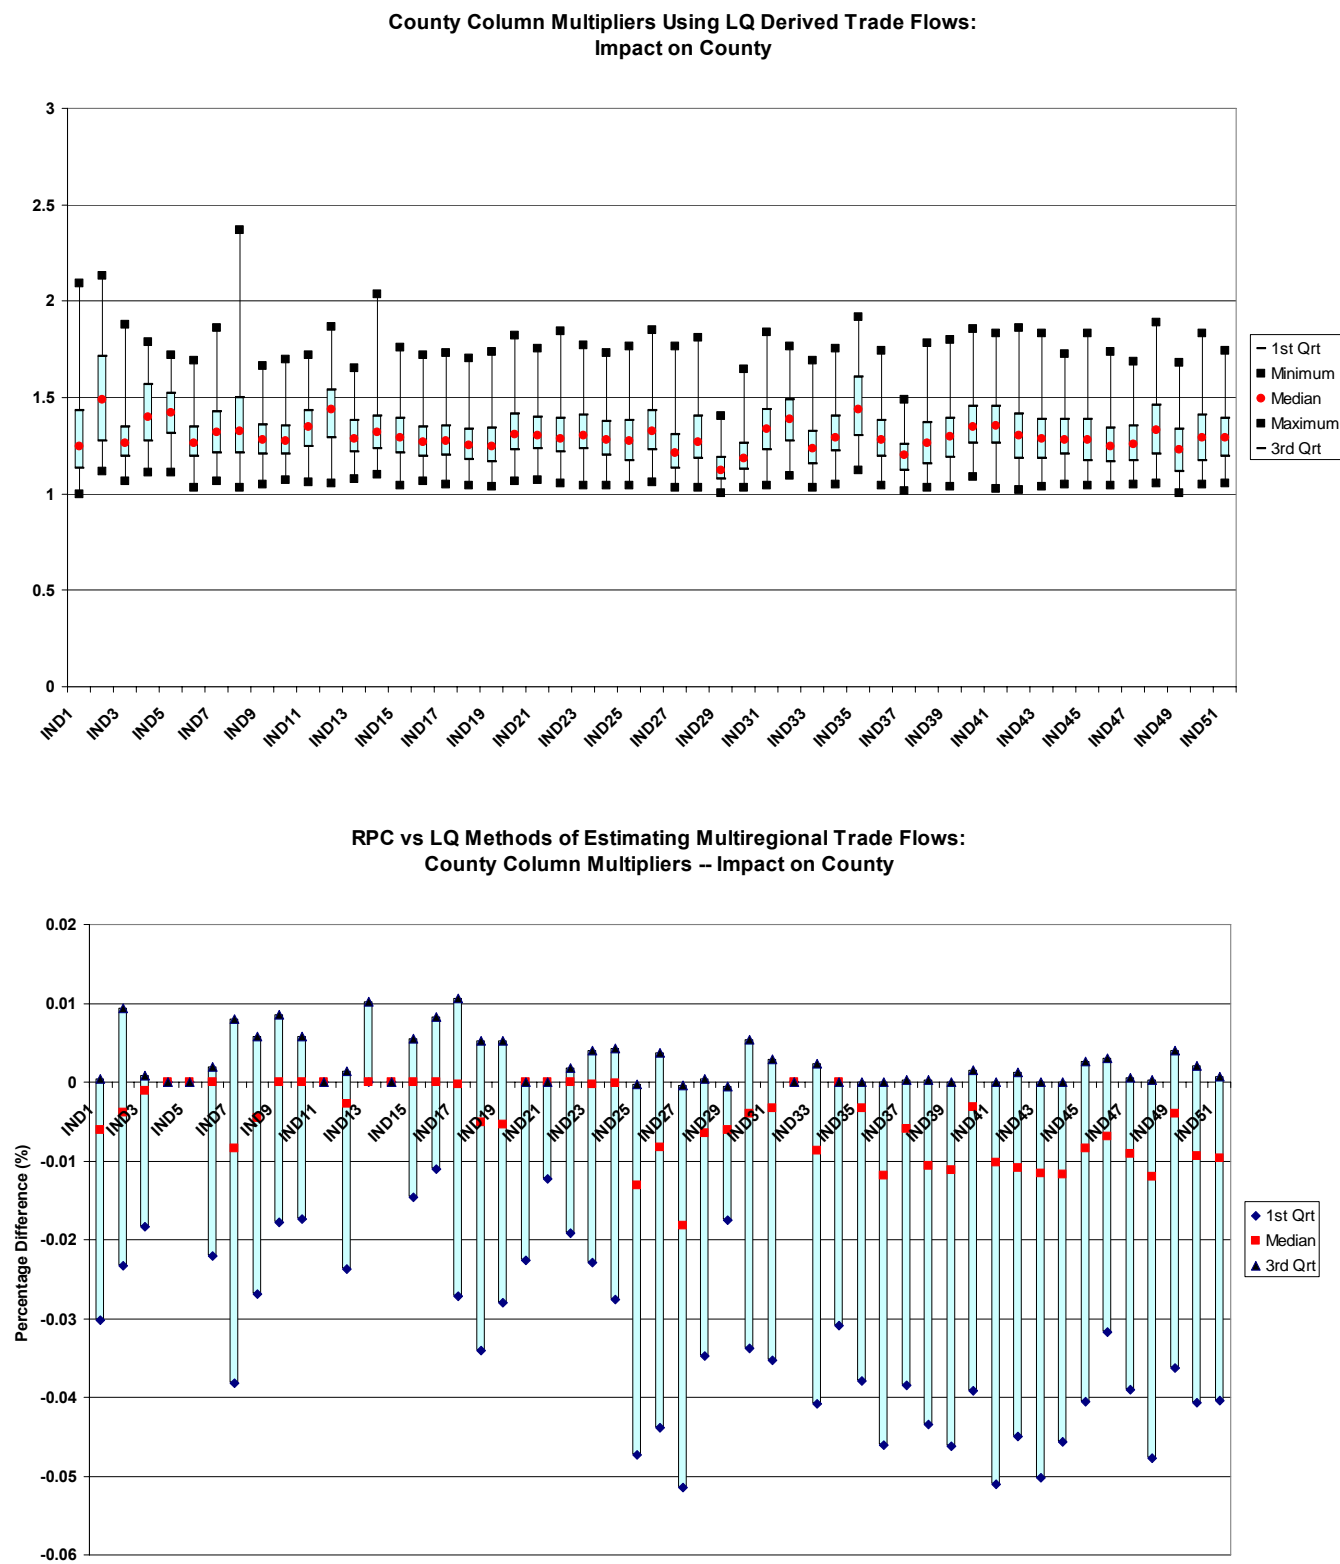 County Column Multipliers Using LQ Derived Trade Flows:
Impact on County
3
2.5
2
1.5
1
0.5
0
IND1
IND3
IND5
IND7
IND9
IND11
IND13
IND15
IND17
IND19
IND21
IND23
IND25
IND27
IND29
IND31
IND33
IND35
IND37
IND39
IND41
IND43
IND45
IND47
IND49
IND51
1st Qrt
Minimum
Median
Maximum
3rd Qrt
RPC vs LQ Methods of Estimating Multiregional Trade Flows:
County Column Multipliers -- Impact on County
Percentage Difference (%)
0.02
0.01
0
-0.01
-0.02
-0.03
-0.04
-0.05
-0.06
IND1
IND3
IND5
IND7
IND9
IND11
IND13
IND15
IND17
IND19
IND21
IND23
IND25
IND27
IND29
IND31
IND33
IND35
IND37
IND39
IND41
IND43
IND45
IND47
IND49
IND51
1st Qrt
Median
3rd Qrt